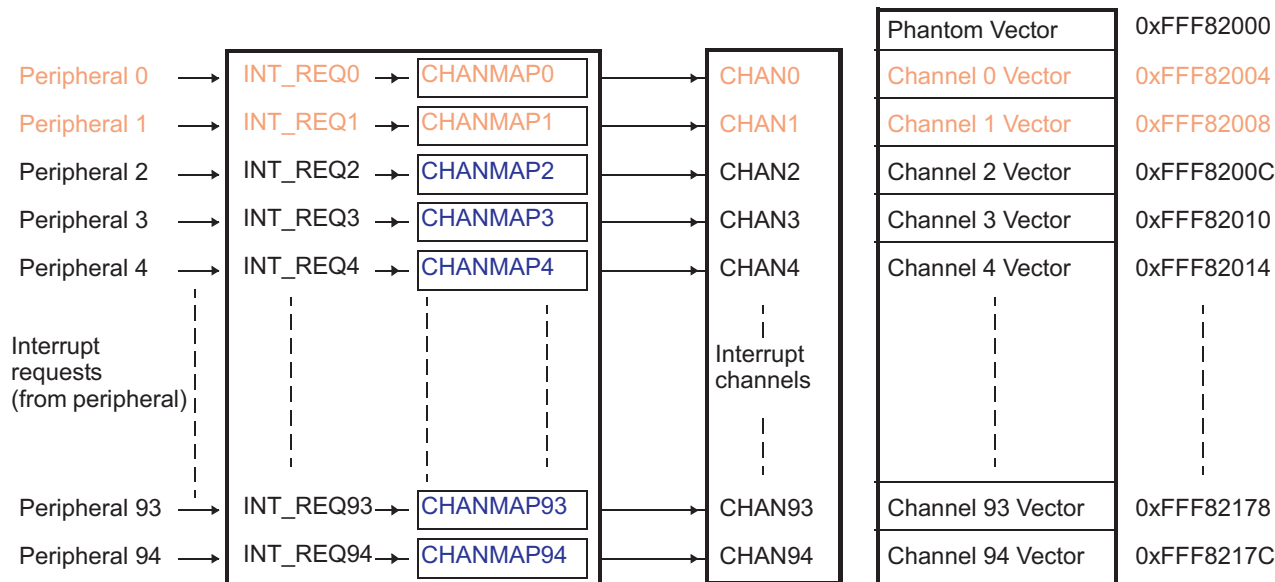 Phantom Vector 0xFFF82000
Peripheral 0 INT_REQ0 CHANMAP0 CHAN0 Channel 0 Vector 0xFFF82004
Peripheral 1 INT_REQ1 CHANMAP1 CHAN1 Channel 1 Vector 0xFFF82008
Peripheral 2 INT_REQ2 CHANMAP2 CHAN2 Channel 2 Vector 0xFFF8200C
Peripheral 3 INT_REQ3 CHANMAP3 CHAN3 Channel 3 Vector 0xFFF82010
Peripheral 4 INT_REQ4 CHANMAP4 CHAN4 Channel 4 Vector 0xFFF82014
Interrupt
requests
(from peripheral)
Interrupt
channels
Peripheral 93 INT_REQ93 CHANMAP93 CHAN93 Channel 93 Vector 0xFFF82178
Peripheral 94 INT_REQ94 CHANMAP94 CHAN94 Channel 94 Vector 0xFFF8217C